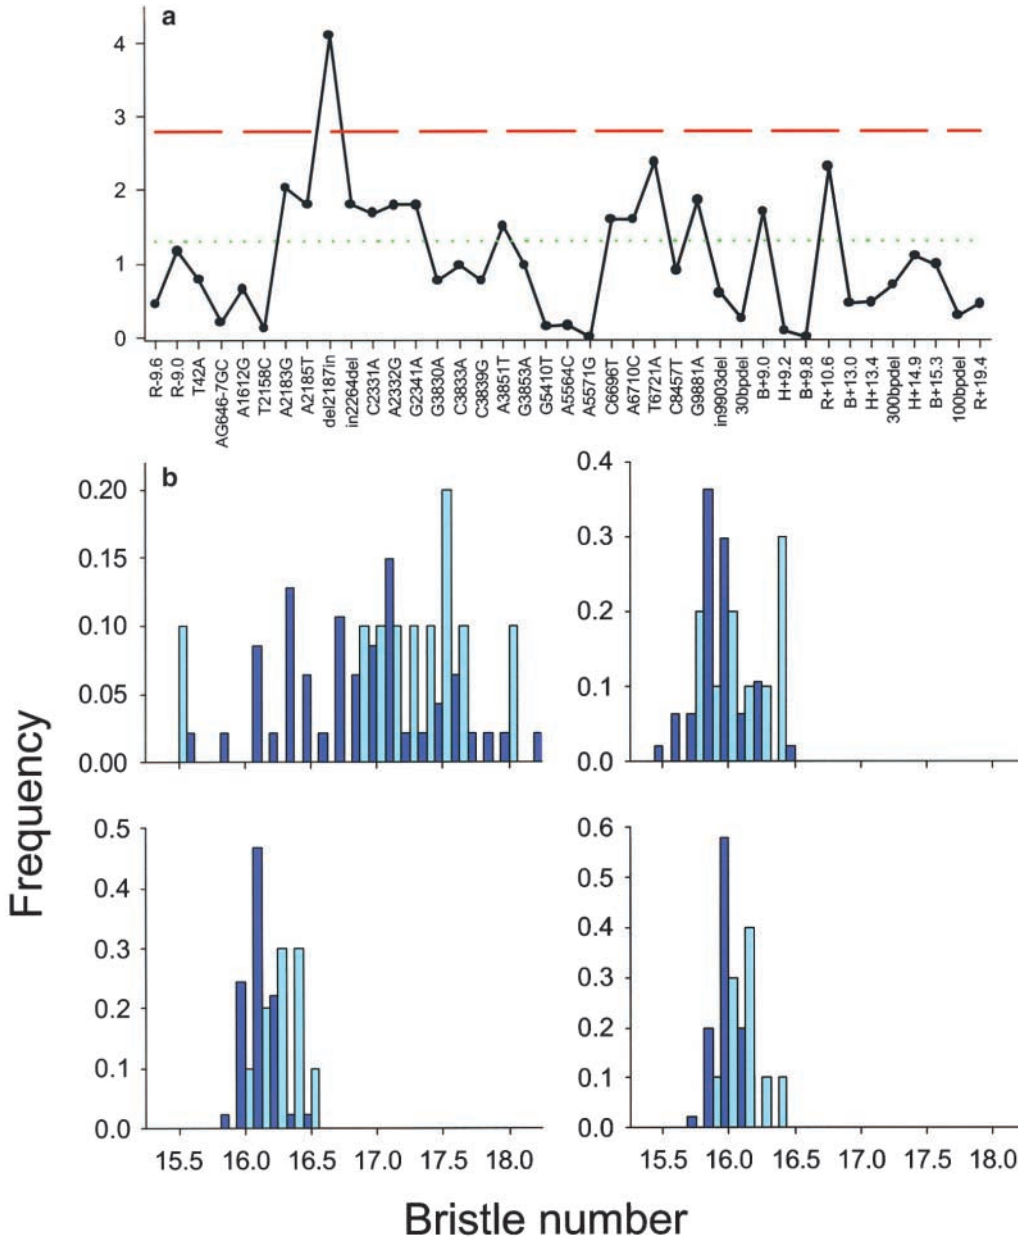 a
4
3
2
1
0
R-9.6
R-9.0
T42A
AG646-7GC
A1612G
T2158C
A2183G
A2185T
del2187in
in2264del
C2331A
A2332G
G2341A
G3830A
C3833A
C3839G
A3851T
G3853A
G5410T
A5564C
A5571G
C6696T
A6710C
T6721A
C8457T
G9881A
in9903del
30bpdel
B+9.0
H+9.2
B+9.8
R+10.6
B+13.0
H+13.4
300bpdel
H+14.9
B+15.3
100bpdel
R+19.4
b
0.20
0.15
0.10
0.05
0.00
0.4
0.3
0.2
0.1
0.0
0.5
0.4
0.3
0.2
0.1
0.0
15.5 16.0 16.5 17.0 17.5 18.0
0.6
0.5
0.4
0.3
0.2
0.1
0.0
15.5 16.0 16.5 17.0 17.5 18.0
Frequency
Bristle number